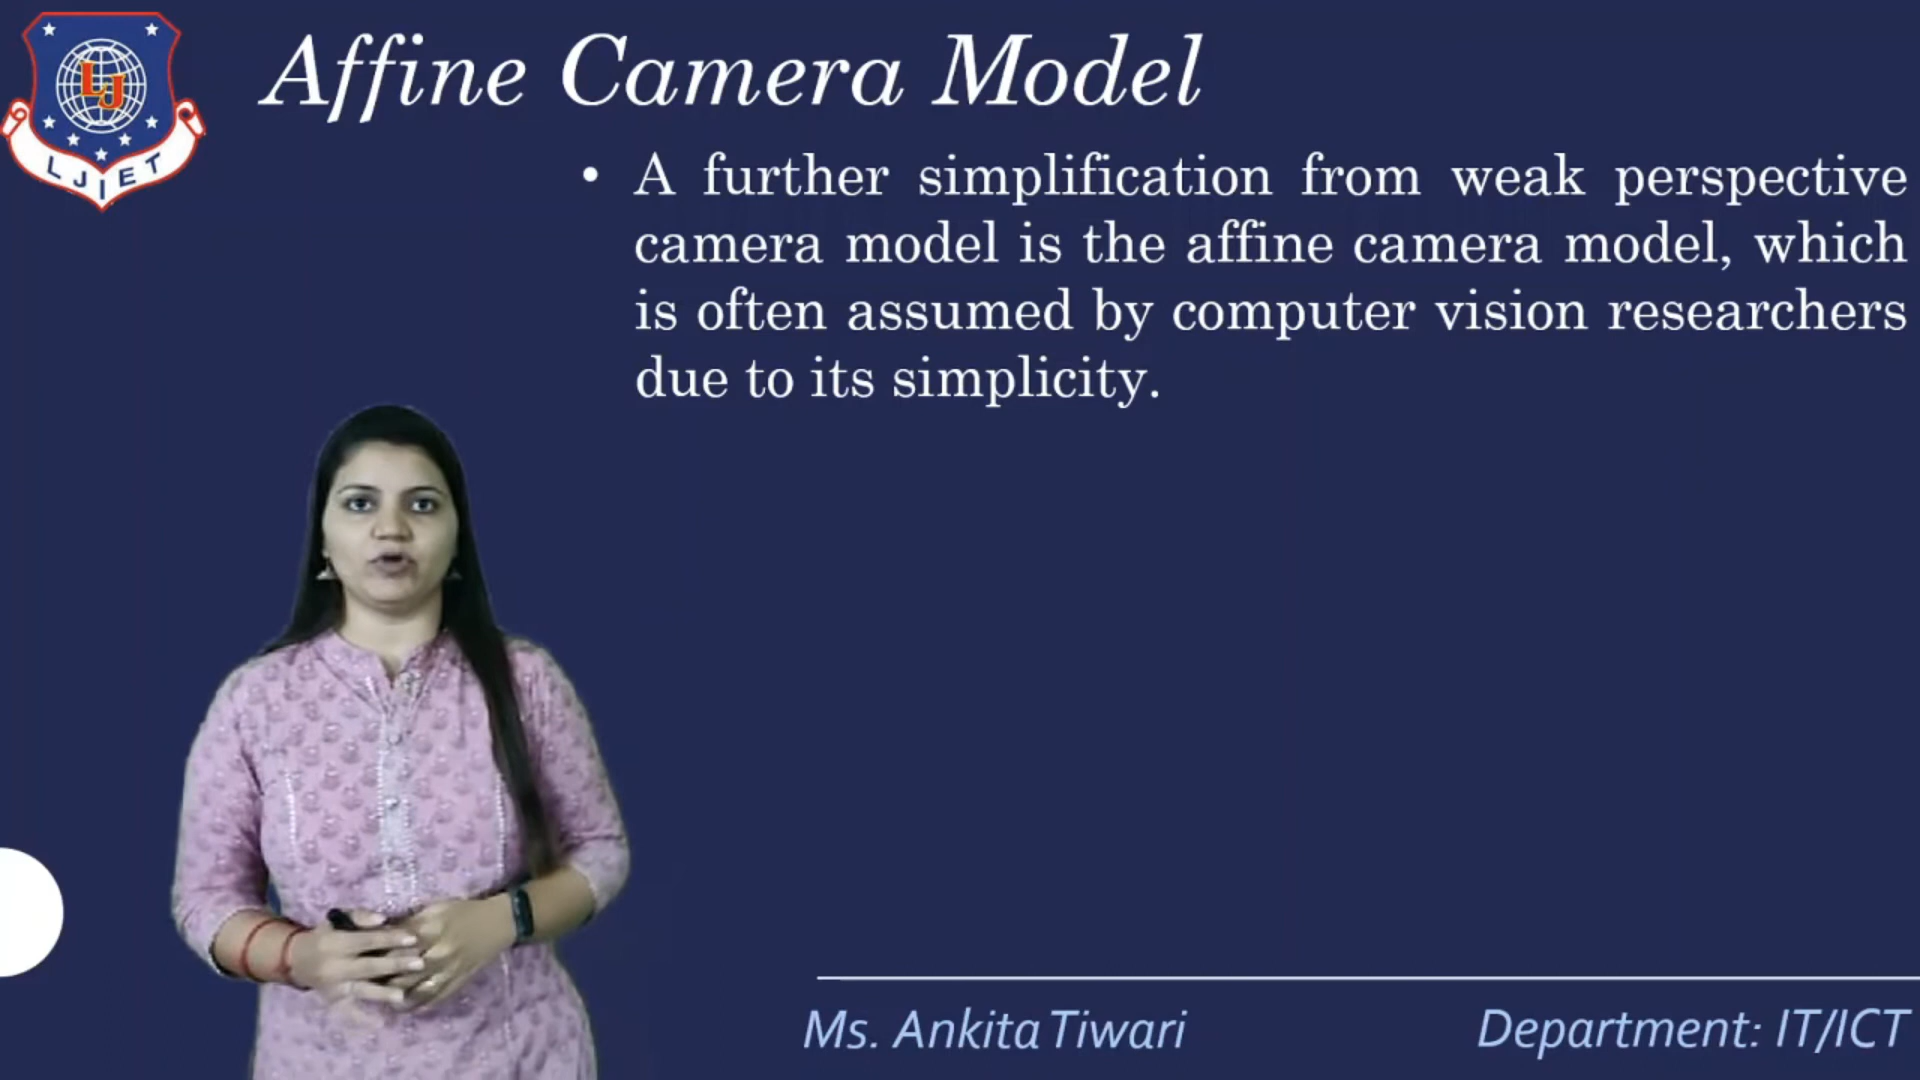 LJ
LJIET
Affine Camera Model
• A further simplification from weak perspective
camera model is the affine camera model, which
is often assumed by computer vision researchers
due to its simplicity.
Ms. Ankita Tiwari
Department: IT/ICT